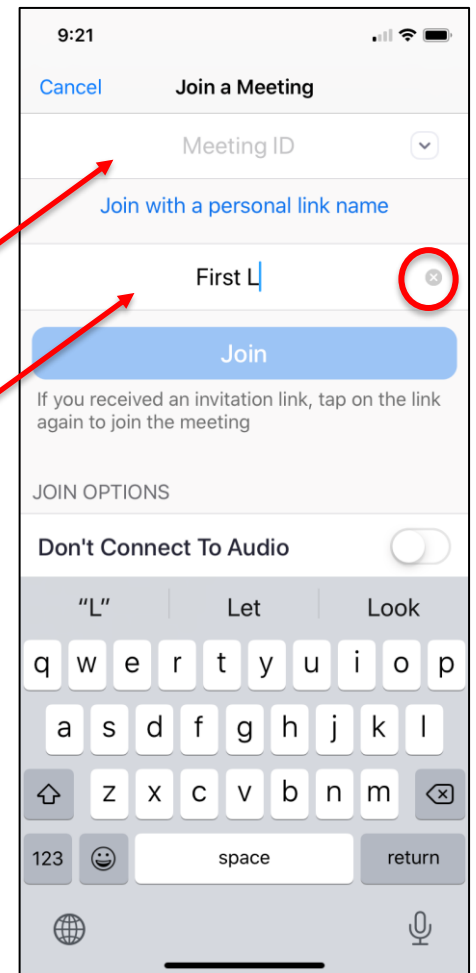 9:21
Cancel Join a Meeting
Meeting ID
Join with a personal link name
First L
Join
If you received an invitation link, tap on the link
again to join the meeting
JOIN OPTIONS
Don't Connect To Audio
“L” Let Look
q w e r t y u i o p
a s d f g h j k l
z x c v b n m
123 space return